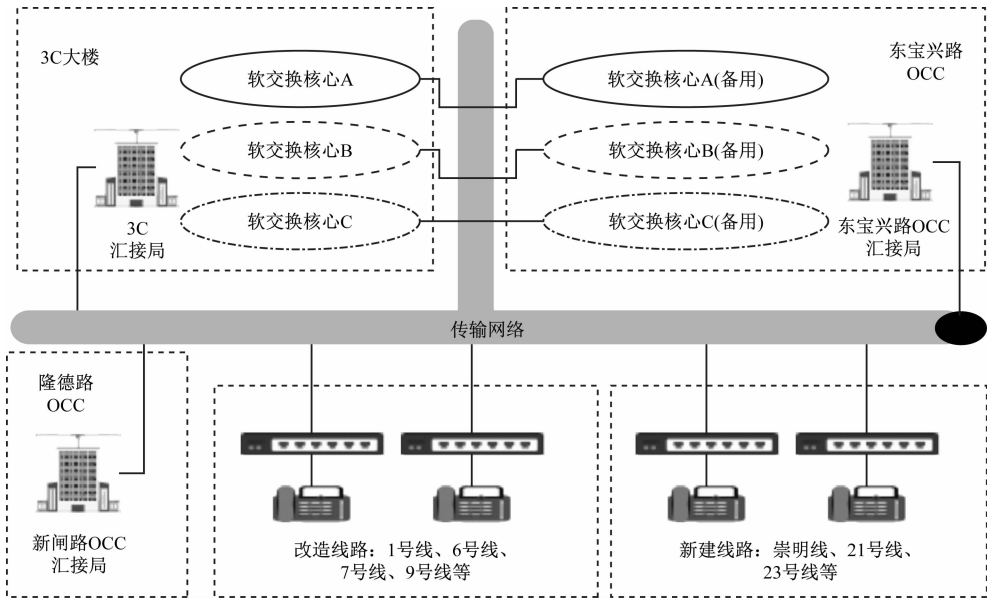 3C大楼
软交换核心A
软交换核心B
软交换核心C
3C
汇接局
东宝兴路
OCC
软交换核心A(备用)
软交换核心B(备用)
软交换核心C(备用)
东宝兴路OCC
汇接局
传输网络
隆德路
OCC
新闸路OCC
汇接局
改造线路：1号线、6号线、
7号线、9号线等
新建线路：崇明线、21号线、
23号线等